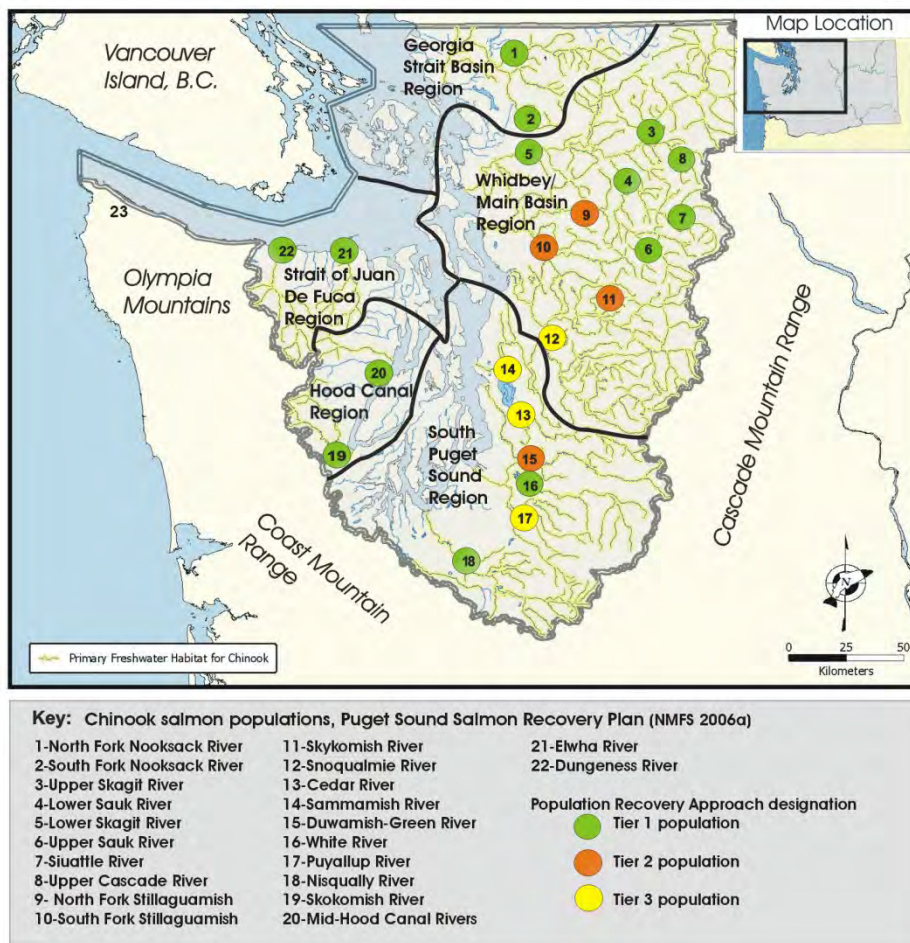 Map Location
Vancouver
Island, B.C.
Georgia
Strait Basin
Region
1
2
3
5
8
4
Whidbey/
Main Basin
Region
9
7
10
6
23
22
21
Olympia
Mountains
Strait of Juan
De Fuca
Region
11
12
14
20
Hood Canal
Region
13
Cascade Mountain Range
South
Puget
Sound
Region
19
15
16
17
Coast Mountain
Range
18
N
Primary Freshwater Habitat for Chinook
0 25 50
Kilometers
Key: Chinook salmon populations, Puget Sound Salmon Recovery Plan (NMFS 2006a)
1-North Fork Nooksack River
2-South Fork Nooksack River
3-Upper Skagit River
4-Lower Sauk River
5-Lower Skagit River
6-Upper Sauk River
7-Siuattle River
8-Upper Cascade River
9- North Fork Stillaguamish
10-South Fork Stillaguamish
11-Skykomish River
12-Snoqualmie River
13-Cedar River
14-Sammamish River
15-Duwamish-Green River
16-White River
17-Puyallup River
18-Nisqually River
19-Skokomish River
20-Mid-Hood Canal Rivers
21-Elwha River
22-Dungeness River
Population Recovery Approach designation
Tier 1 population
Tier 2 population
Tier 3 population